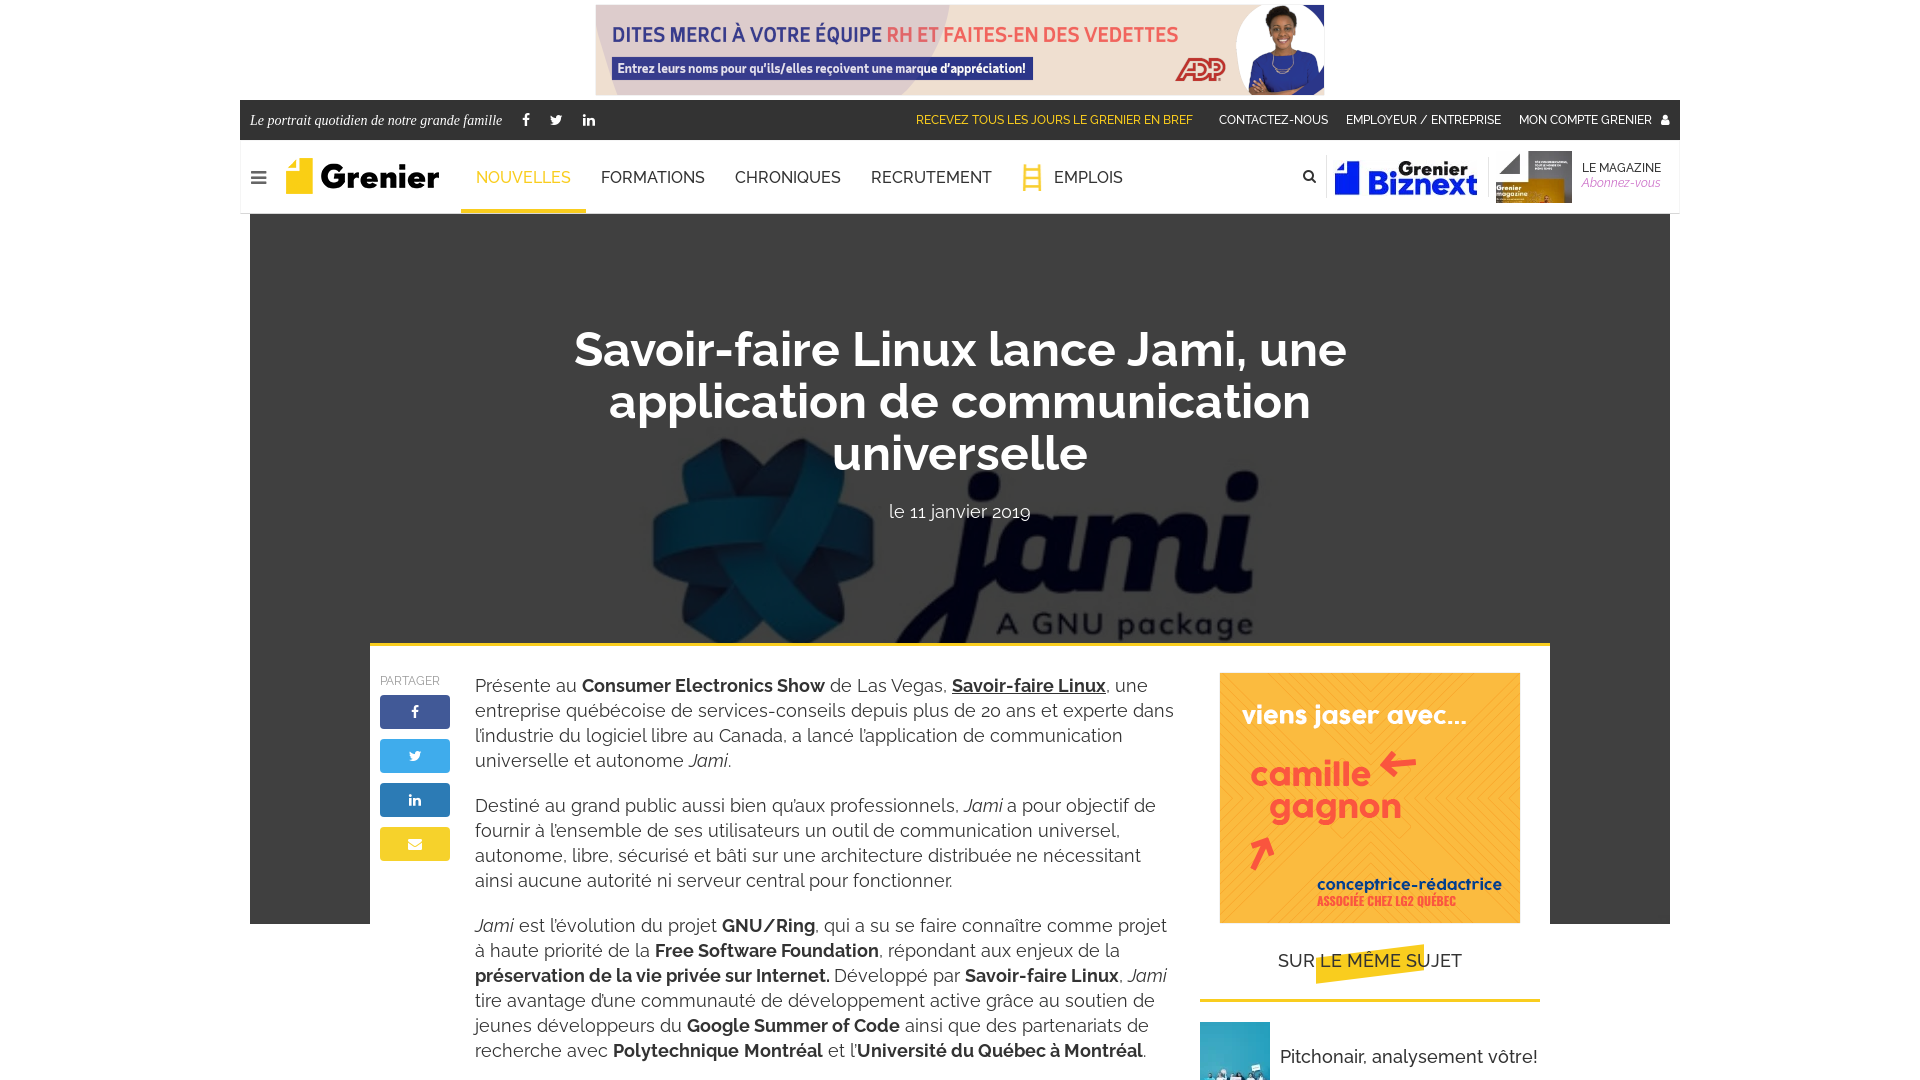 DITES MERCI À VOTRE ÉQUIPE RH ET FAITES-EN DES VEDETTES
Entrez leurs noms pour qu'ils/elles reçoivent une marque d'appréciation!
ADP
Le portrait quotidien de notre grande famille
RECEVEZ TOUS LES JOURS LE GRENIER EN BREF
CONTACTEZ-NOUS
EMPLOYEUR / ENTREPRISE
MON COMPTE GRENIER
Grenier
NOUVELLES
FORMATIONS
CHRONIQUES
RECRUTEMENT
EMPLOIS
Grenier
Biznext
Grenier
magazine
LE MAGAZINE
Abonnez-vous
Savoir-faire Linux lance Jami, une
application de communication
universelle
le 11 janvier 2019
jami
A GNU package
PARTAGER
Présente au Consumer Electronics Show de Las Vegas, Savoir-faire Linux, une
entreprise québécoise de services-conseils depuis plus de 20 ans et experte dans
l'industrie du logiciel libre au Canada, a lancé l'application de communication
universelle et autonome Jami.
Destiné au grand public aussi bien qu'aux professionnels, Jami a pour objectif de
fournir à l'ensemble de ses utilisateurs un outil de communication universel,
autonome, libre, sécurisé et bâti sur une architecture distribuée ne nécessitant
ainsi aucune autorité ni serveur central pour fonctionner.
Jami est l'évolution du projet GNU/Ring, qui a su se faire connaître comme projet
à haute priorité de la Free Software Foundation, répondant aux enjeux de la
préservation de la vie privée sur Internet. Développé par Savoir-faire Linux, Jami
tire avantage d'une communauté de développement active grâce au soutien de
jeunes développeurs du Google Summer of Code ainsi que des partenariats de
recherche avec Polytechnique Montréal et l'Université du Québec à Montréal.
viens jaser avec...
camille
gagnon
conceptrice-rédactrice
ASSOCIÉE CHEZ LG2 QUÉBEC
SUR LE MÊME SUJET
Pitchonair, analysement vôtre!